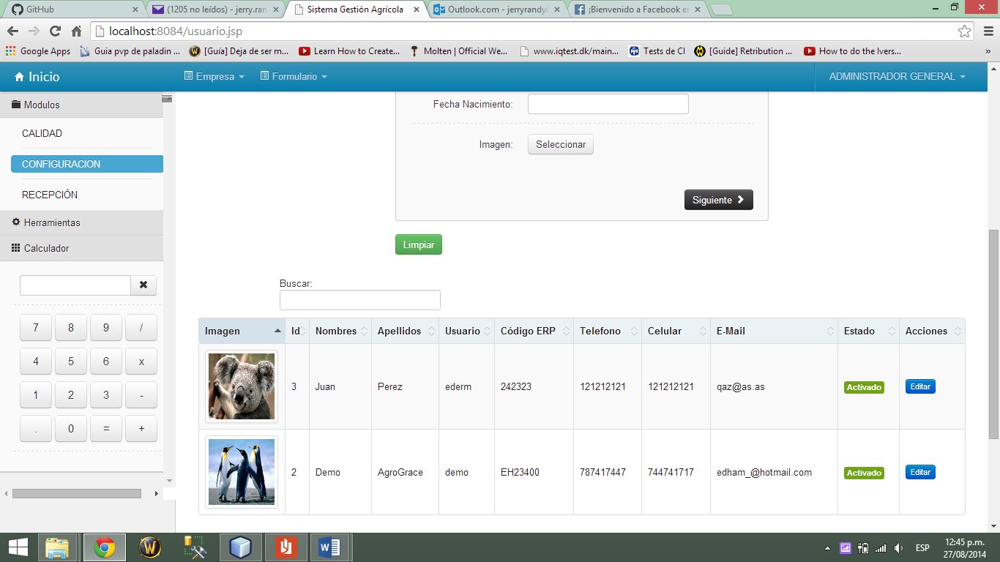 GitHub
(1205 no leídos) - jerry.ran
Sistema Gestión Agrícola
Outlook.com - jerryrandy
¡Bienvenido a Facebook e
localhost:8084/usuario.jsp
Google Apps
Guia pvp de paladin ...
[Guía] Deja de ser m...
Learn How to Create...
Molten | Official We...
www.iqtest.dk/main...
Tests de CI
[Guide] Retribution ...
How to do the Ivers...
»
Inicio
Empresa
Formulario
ADMINISTRADOR GENERAL
Modulos
CALIDAD
CONFIGURACION
RECEPCIÓN
Herramientas
Calculador
7 8 9 /
4 5 6 x
1 2 3 -
. 0 = +
Fecha Nacimiento:
Imagen: Seleccionar
Siguiente
Limpiar
Buscar:
Imagen Id Nombres Apellidos Usuario Código ERP Telefono Celular E-Mail Estado Acciones
3 Juan Perez ederm 242323 121212121 121212121 qaz@as.as Activado Editar
2 Demo AgroGrace demo EH23400 787417447 744741717 edham_@hotmail.com Activado Editar
ESP
12:45 p.m.
27/08/2014